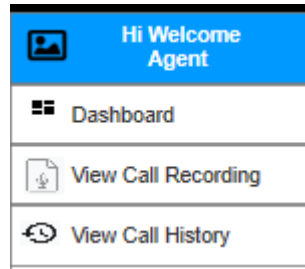 Hi Welcome
Agent
Dashboard
View Call Recording
View Call History